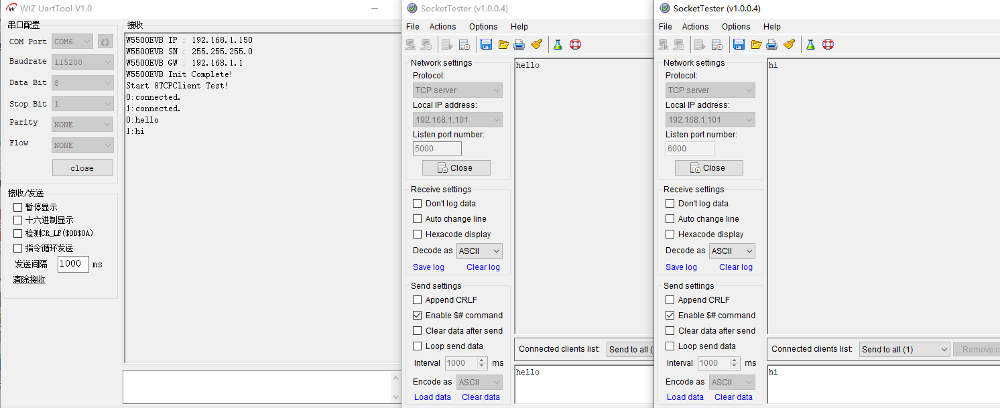 WIZ UartTool V1.0
串口配置
COM Port COM6
Baudrate 115200
Data Bit 8
Stop Bit 1
Parity NONE
Flow NONE
close
接收/发送
暂停显示
十六进制显示
检测CR_LF($0D$0A)
指令循环发送
发送间隔 1000 ms
清除接收
接收
W5500EVB IP : 192.168.1.150
W5500EVB SN : 255.255.255.0
W5500EVB GW : 192.168.1.1
W5500EVB Init Complete!
Start 8TCPClient Test!
0:connected.
1:connected.
0:hello
1:hi
SocketTester (v1.0.0.4)
File Actions Options Help
Network settings
Protocol:
TCP server
Local IP address:
192.168.1.101
Listen port number:
5000
Close
Receive settings
Don't log data
Auto change line
Hexacode display
Decode as ASCII
Save log Clear log
Send settings
Append CRLF
Enable $# command
Clear data after send
Loop send data
Interval 1000 ms
Encode as ASCII
Load data Clear data
hello
Connected clients list: Send to all (
hello
SocketTester (v1.0.0.4)
File Actions Options Help
Network settings
Protocol:
TCP server
Local IP address:
192.168.1.101
Listen port number:
6000
Close
Receive settings
Don't log data
Auto change line
Hexacode display
Decode as ASCII
Save log Clear log
Send settings
Append CRLF
Enable $# command
Clear data after send
Loop send data
Interval 1000 ms
Encode as ASCII
Load data Clear data
hi
Connected clients list: Send to all (1) Remove c
hi